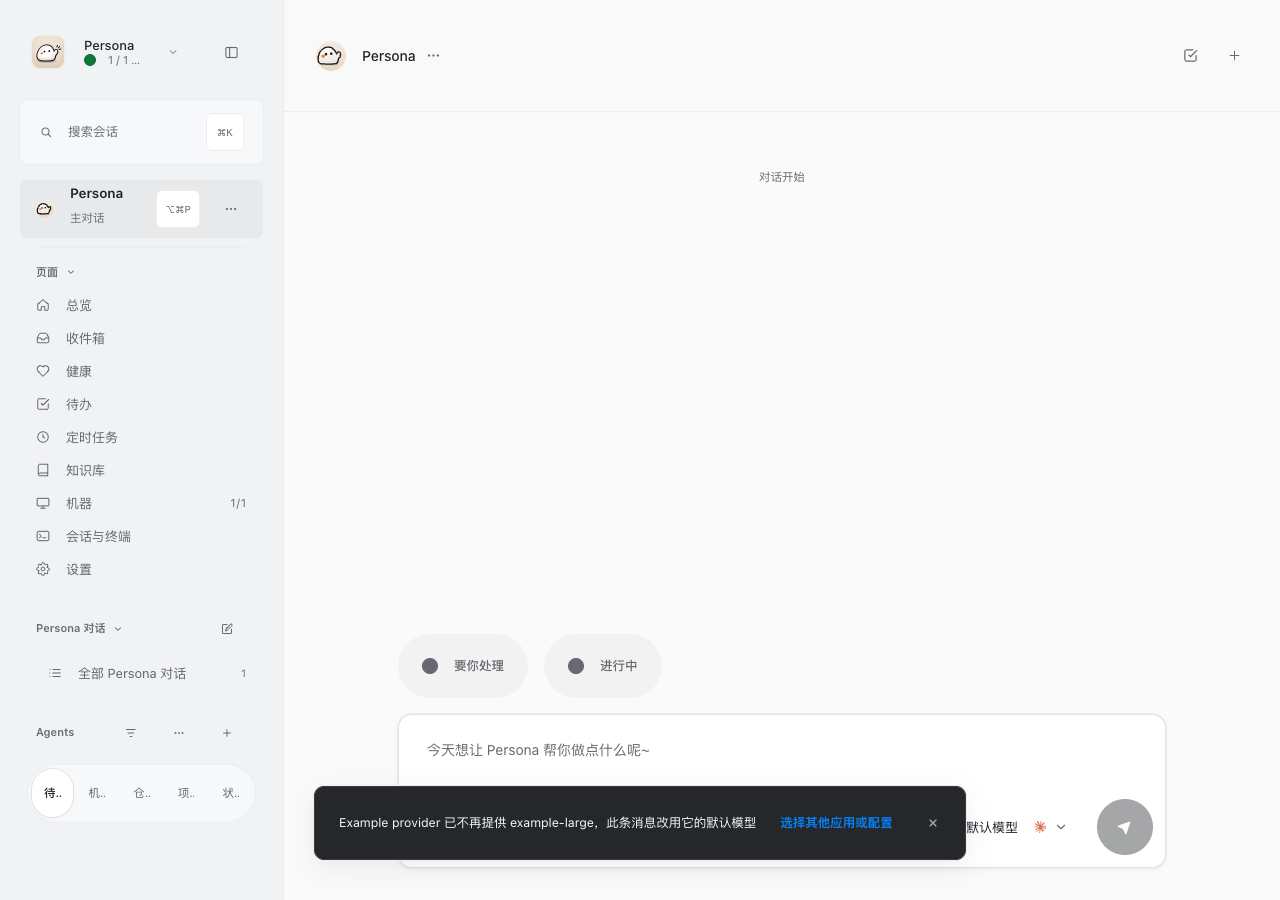 Persona
1 / 1 ...
搜索会话
⌘K
Persona
主对话
⌥⌘P
页面
总览
收件箱
健康
待办
定时任务
知识库
机器
1/1
会话与终端
设置
Persona 对话
全部 Persona 对话
1
Agents
待..
机..
仓..
项..
状..
Persona
对话开始
要你处理
进行中
今天想让 Persona 帮你做点什么呢~
Example provider 已不再提供 example-large，此条消息改用它的默认模型
选择其他应用或配置
默认模型